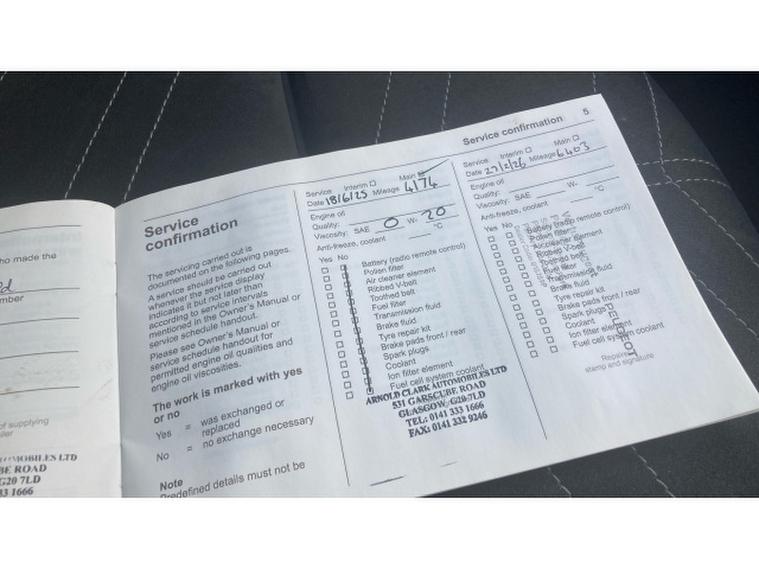 ho made the
mber
of supplying
BE ROAD
G20 7LD
33 1666
Service
confirmation
The servicing carried out is
documented on the following pages.
A service should be carried out
whenever the service display
indicates it but not later than
according to service intervals
mentioned in the Owner's Manual or
service schedule handout.
Please see Owner's Manual or
service schedule handout for
permitted engine oil qualities and
engine oil viscosities.
The work is marked with yes
or no
Yes = was exchanged or
replaced
No = no exchange necessary
Note
Predefined details must not be
Service Interim Main
Date 18/6/25 Mileage 4174
Engine oil
Quality:
Viscosity: SAE 0 W- 20
Anti-freeze, coolant °C
Yes No
Battery (radio remote control)
Pollen filter
Air cleaner element
Ribbed V-belt
Toothed belt
Fuel filter
Transmission fluid
Brake fluid
Tyre repair kit
Brake pads front / rear
Spark plugs
Coolant
Ion filter element
Fuel cell system coolant
ARNOLD CLARK AUTOMOBILES LTD
531 GARSCUBE ROAD
GLASGOW G20 7LD
TEL: 0141 333 1666
FAX: 0141 332 9246
Service confirmation 5
Service Interim Main
Date 27/2/26 Mileage 6403
Engine oil
Quality:
Viscosity: SAE W-
Anti-freeze, coolant °C
Yes No
Battery (radio remote control)
Pollen filter
Air cleaner element
Ribbed V-belt
Toothed belt
Fuel filter
Transmission fluid
Brake fluid
Tyre repair kit
Brake pads front / rear
Spark plugs
Coolant
Ion filter element
Fuel cell system coolant
Repairer
stamp and signature